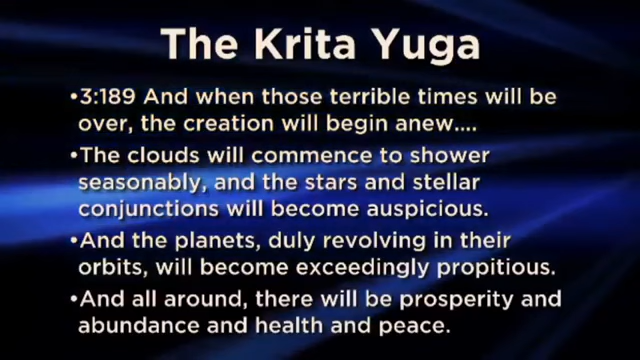 The Krita Yuga
•3:189 And when those terrible times will be
over, the creation will begin anew....
•The clouds will commence to shower
seasonably, and the stars and stellar
conjunctions will become auspicious.
•And the planets, duly revolving in their
orbits, will become exceedingly propitious.
•And all around, there will be prosperity and
abundance and health and peace.